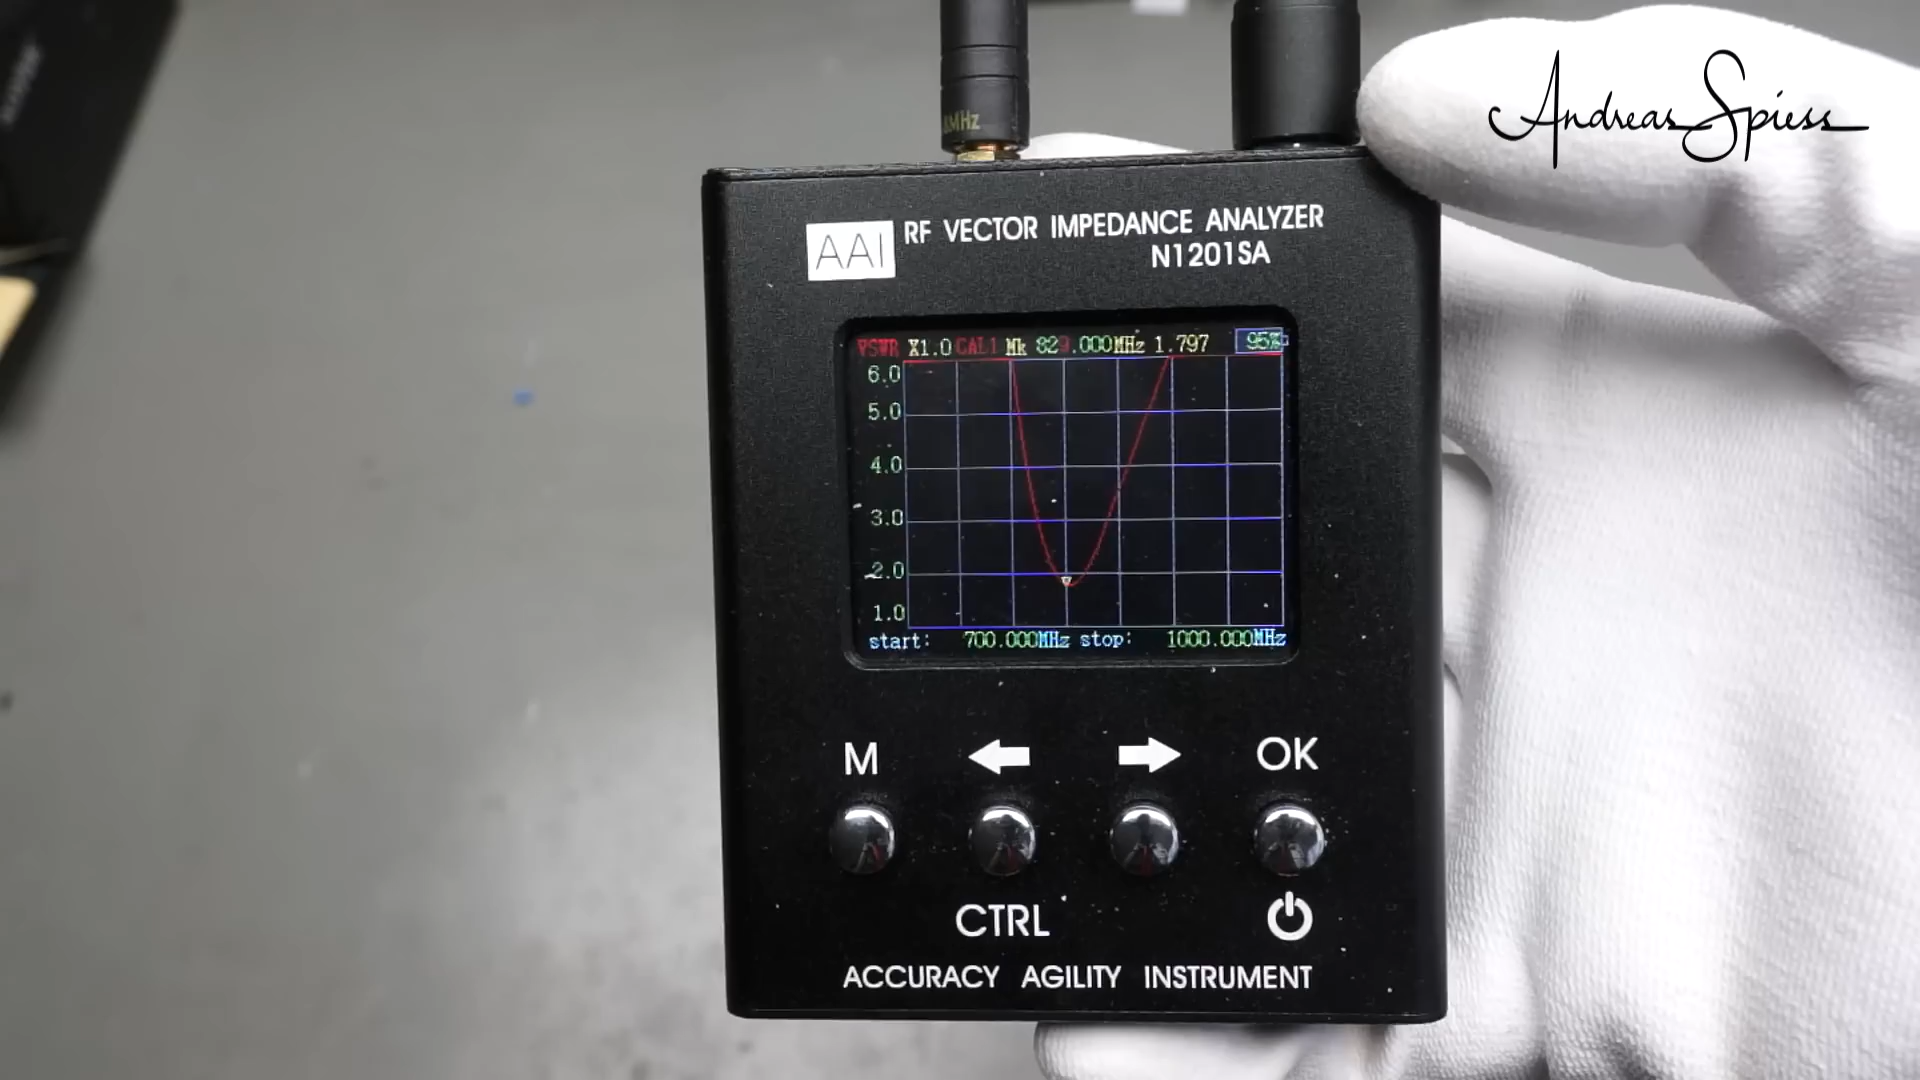 Andreas Spiess
MHz
AAI RF VECTOR IMPEDANCE ANALYZER
N1201SA
VSWR X1.0 CAL1 Mk 829.000MHz 1.797 95%
6.0
5.0
4.0
3.0
2.0
1.0
start: 700.000MHz stop: 1000.000MHz
M OK
CTRL
ACCURACY AGILITY INSTRUMENT